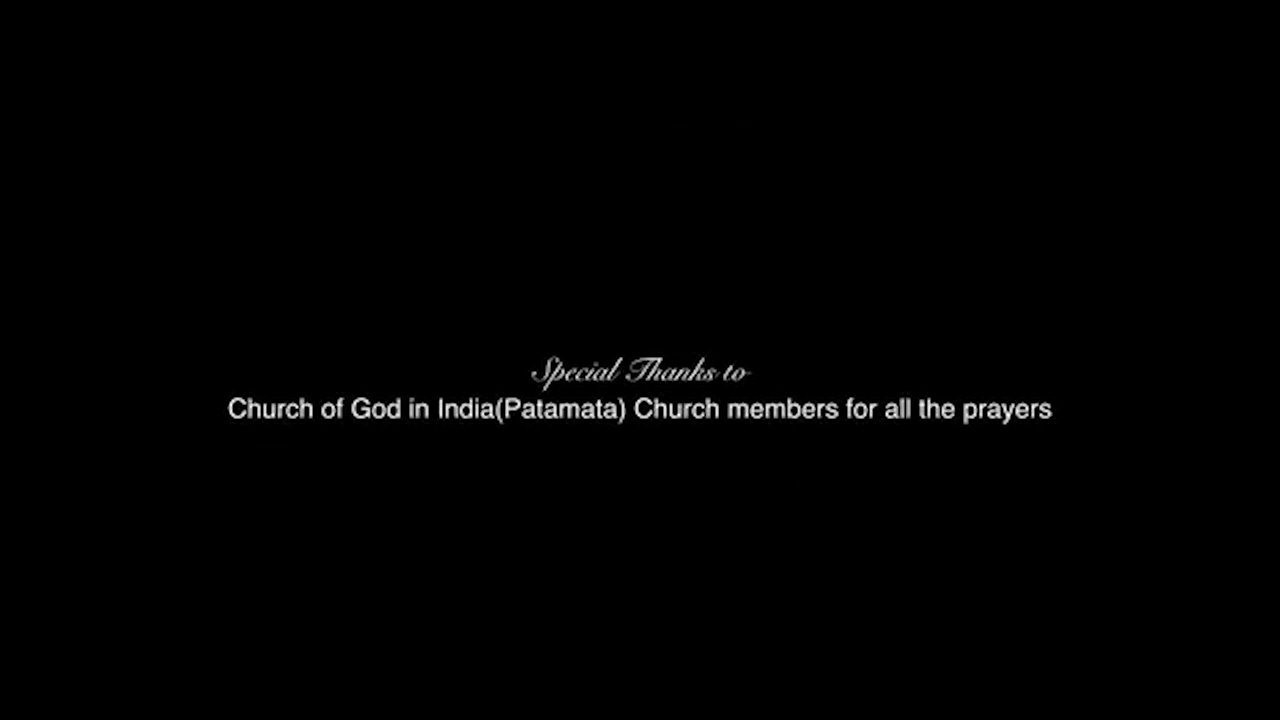 Special Thanks to
Church of God in India(Patamata) Church members for all the prayers